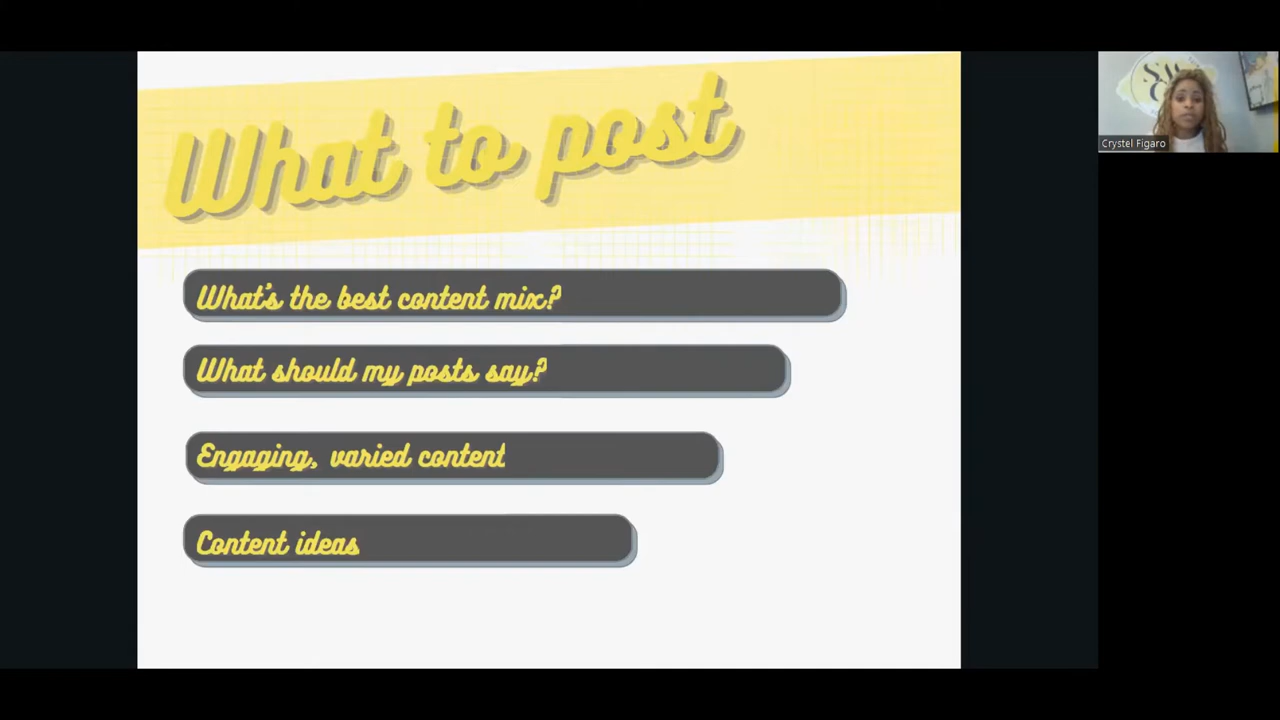 What to post
What's the best content mix?
What should my posts say?
Engaging, varied content
Content ideas
Crystel Figaro